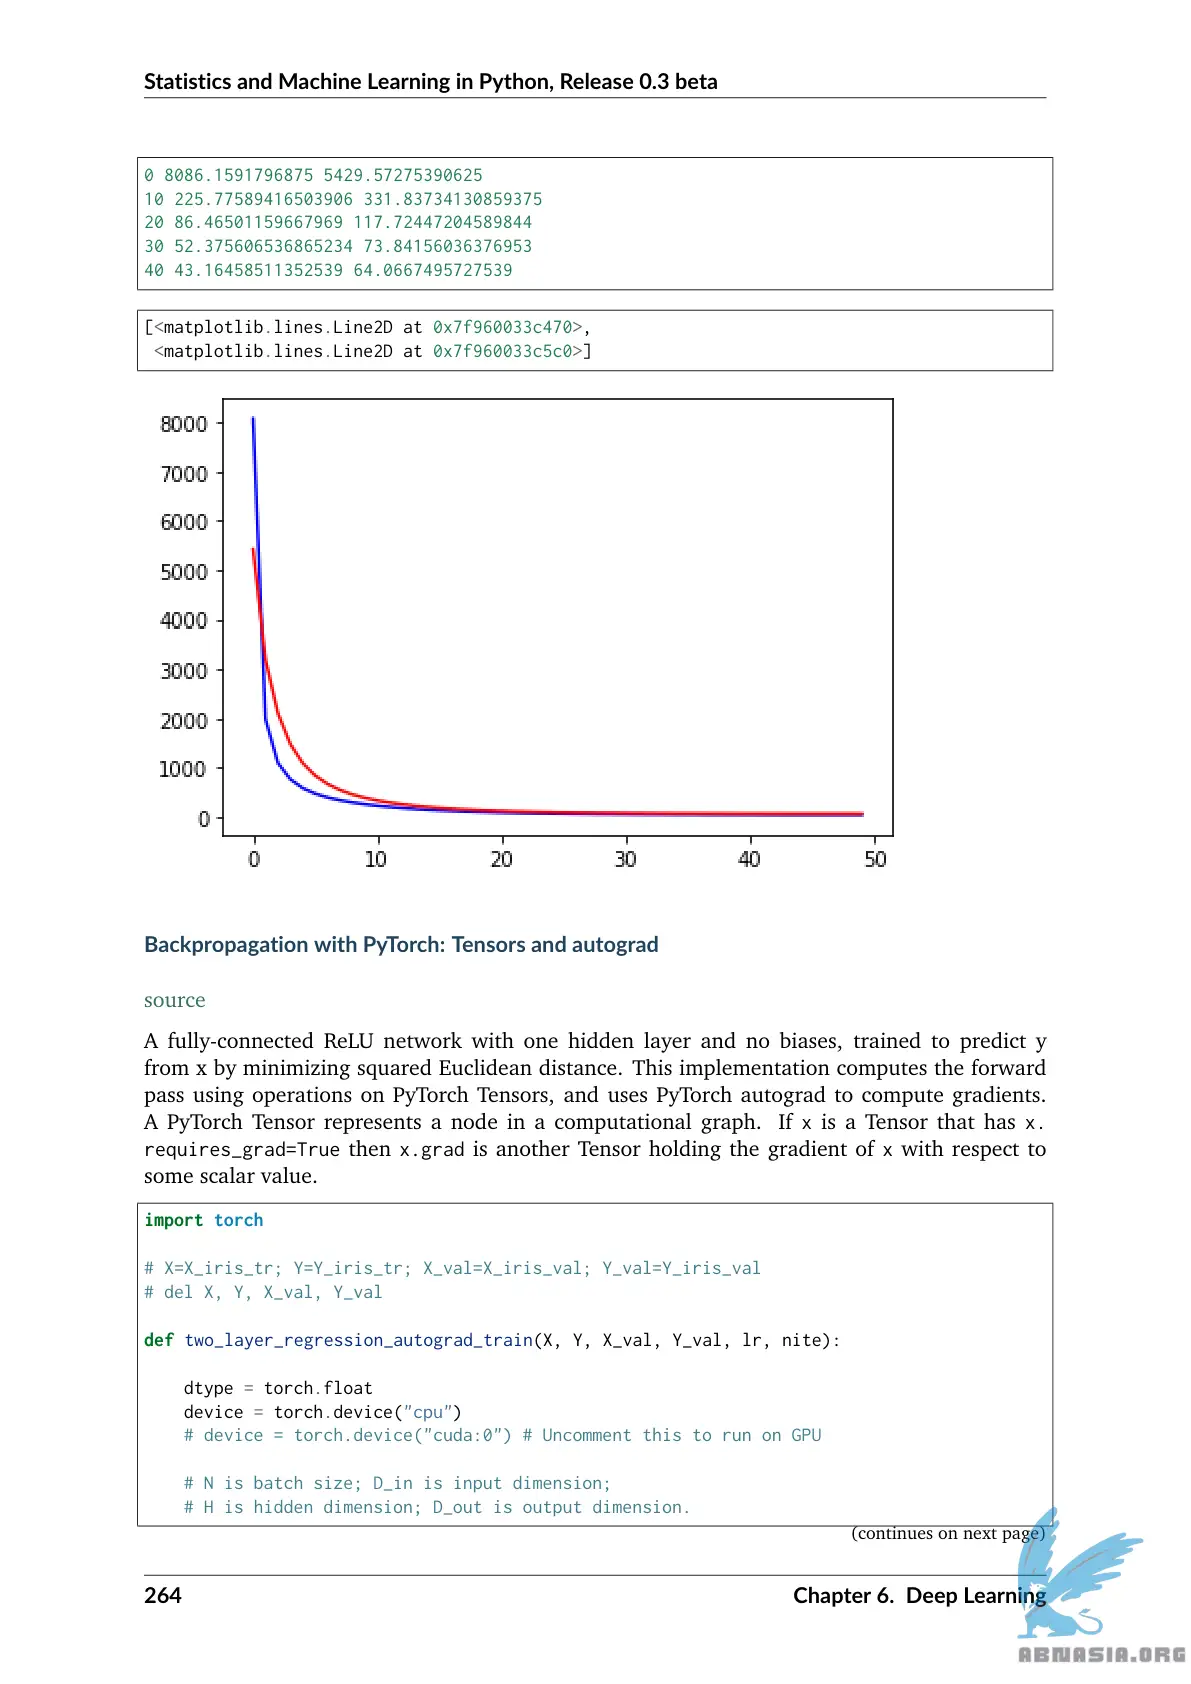 Statistics and Machine Learning in Python, Release 0.3 beta
0 8086.1591796875 5429.57275390625
10 225.77589416503906 331.83734130859375
20 86.46501159667969 117.72447204589844
30 52.375606536865234 73.84156036376953
40 43.16458511352539 64.0667495727539
[<matplotlib.lines.Line2D at 0x7f960033c470>,
 <matplotlib.lines.Line2D at 0x7f960033c5c0>]
8000
7000
6000
5000
4000
3000
2000
1000
0
0 10 20 30 40 50
Backpropagation with PyTorch: Tensors and autograd
source
A fully-connected ReLU network with one hidden layer and no biases, trained to predict y
from x by minimizing squared Euclidean distance. This implementation computes the forward
pass using operations on PyTorch Tensors, and uses PyTorch autograd to compute gradients.
A PyTorch Tensor represents a node in a computational graph. If x is a Tensor that has x.
requires_grad=True then x.grad is another Tensor holding the gradient of x with respect to
some scalar value.
import torch
# X=X_iris_tr; Y=Y_iris_tr; X_val=X_iris_val; Y_val=Y_iris_val
# del X, Y, X_val, Y_val
def two_layer_regression_autograd_train(X, Y, X_val, Y_val, lr, nite):
    dtype = torch.float
    device = torch.device("cpu")
    # device = torch.device("cuda:0") # Uncomment this to run on GPU
    # N is batch size; D_in is input dimension;
    # H is hidden dimension; D_out is output dimension.
(continues on next page)
264 Chapter 6. Deep Learning
ABNASIA.ORG